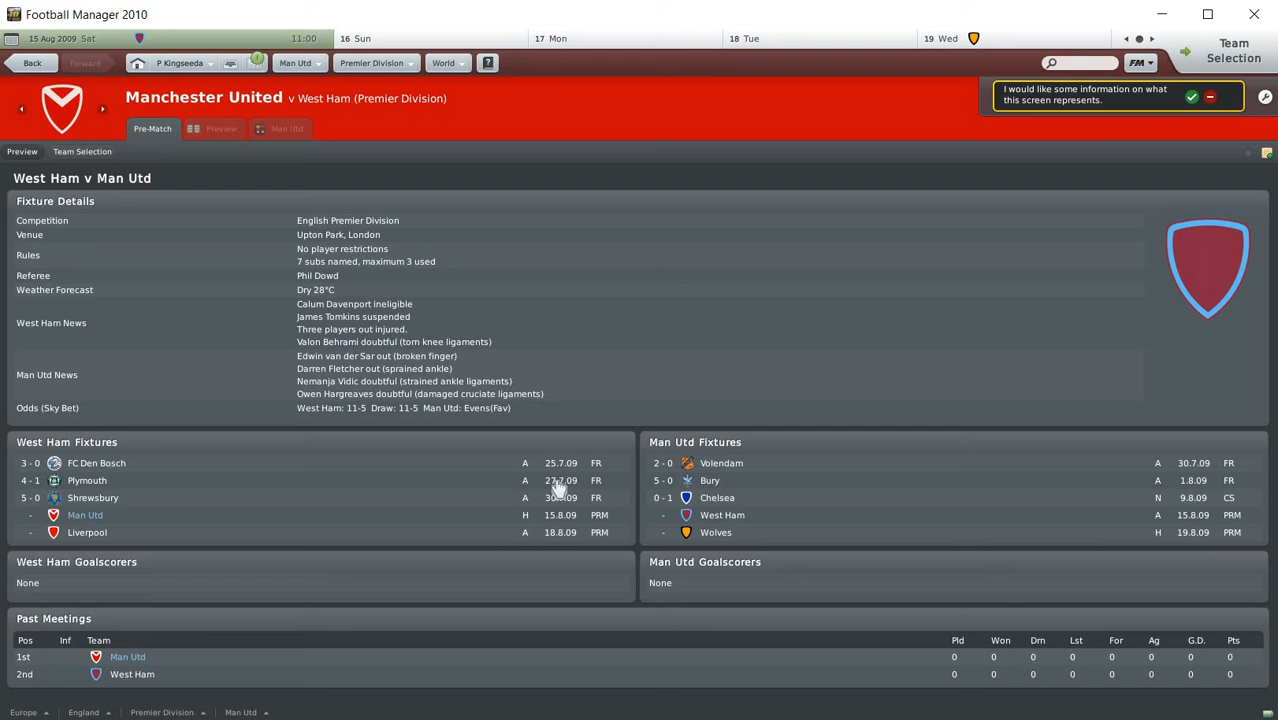 Football Manager 2010
15 Aug 2009 Sat 11:00 16 Sun 17 Mon 18 Tue 19 Wed
Back Forward P Kingseeda Man Utd Premier Division World ? FM Team Selection
Manchester United v West Ham (Premier Division)
I would like some information on what
this screen represents.
Pre-Match Preview Man Utd
Preview Team Selection
West Ham v Man Utd
Fixture Details
Competition English Premier Division
Venue Upton Park, London
Rules No player restrictions
7 subs named, maximum 3 used
Referee Phil Dowd
Weather Forecast Dry 28°C
West Ham News Calum Davenport ineligible
James Tomkins suspended
Three players out injured.
Valon Behrami doubtful (torn knee ligaments)
Man Utd News Edwin van der Sar out (broken finger)
Darren Fletcher out (sprained ankle)
Nemanja Vidic doubtful (strained ankle ligaments)
Owen Hargreaves doubtful (damaged cruciate ligaments)
Odds (Sky Bet) West Ham: 11-5 Draw: 11-5 Man Utd: Evens(Fav)
West Ham Fixtures
3 - 0 FC Den Bosch A 25.7.09 FR
4 - 1 Plymouth A 27.7.09 FR
5 - 0 Shrewsbury A FR
- Man Utd H 15.8.09 PRM
- Liverpool A 18.8.09 PRM
Man Utd Fixtures
2 - 0 Volendam A 30.7.09 FR
5 - 0 Bury A 1.8.09 FR
0 - 1 Chelsea N 9.8.09 CS
- West Ham A 15.8.09 PRM
- Wolves H 19.8.09 PRM
West Ham Goalscorers
None
Man Utd Goalscorers
None
Past Meetings
Pos Inf Team Pld Won Drn Lst For Ag G.D. Pts
1st Man Utd 0 0 0 0 0 0 0 0
2nd West Ham 0 0 0 0 0 0 0 0
Europe England Premier Division Man Utd